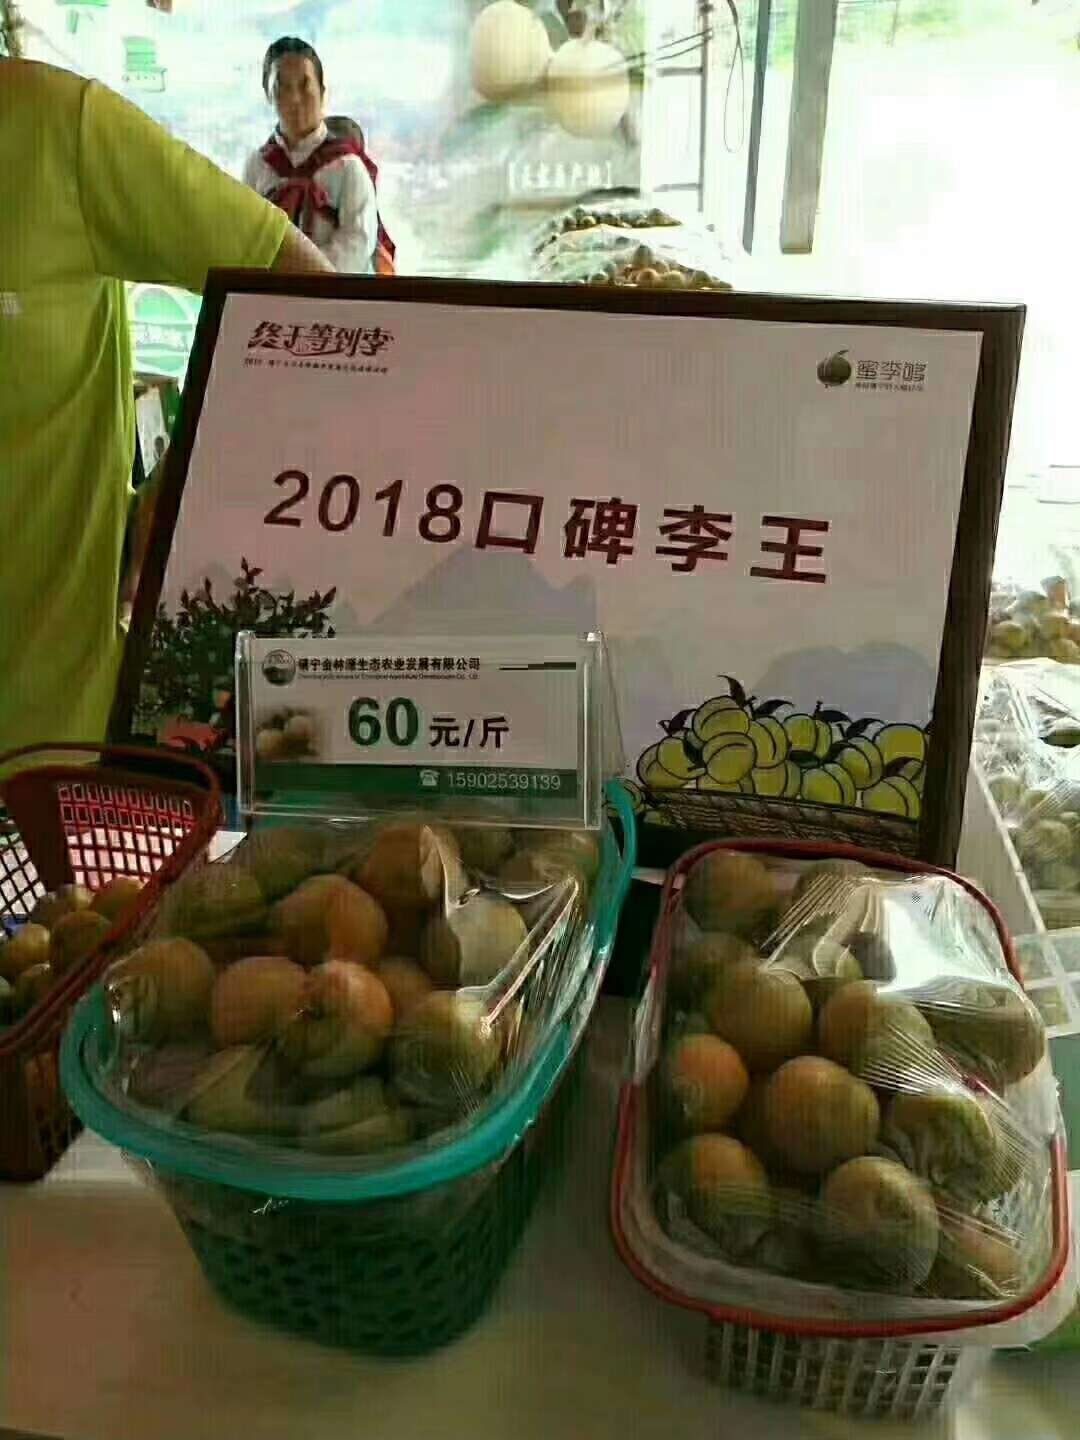 终于等到李
蜜李够
2018口碑李王
镇宁金林源生态农业发展有限公司
60元/斤
15902539139